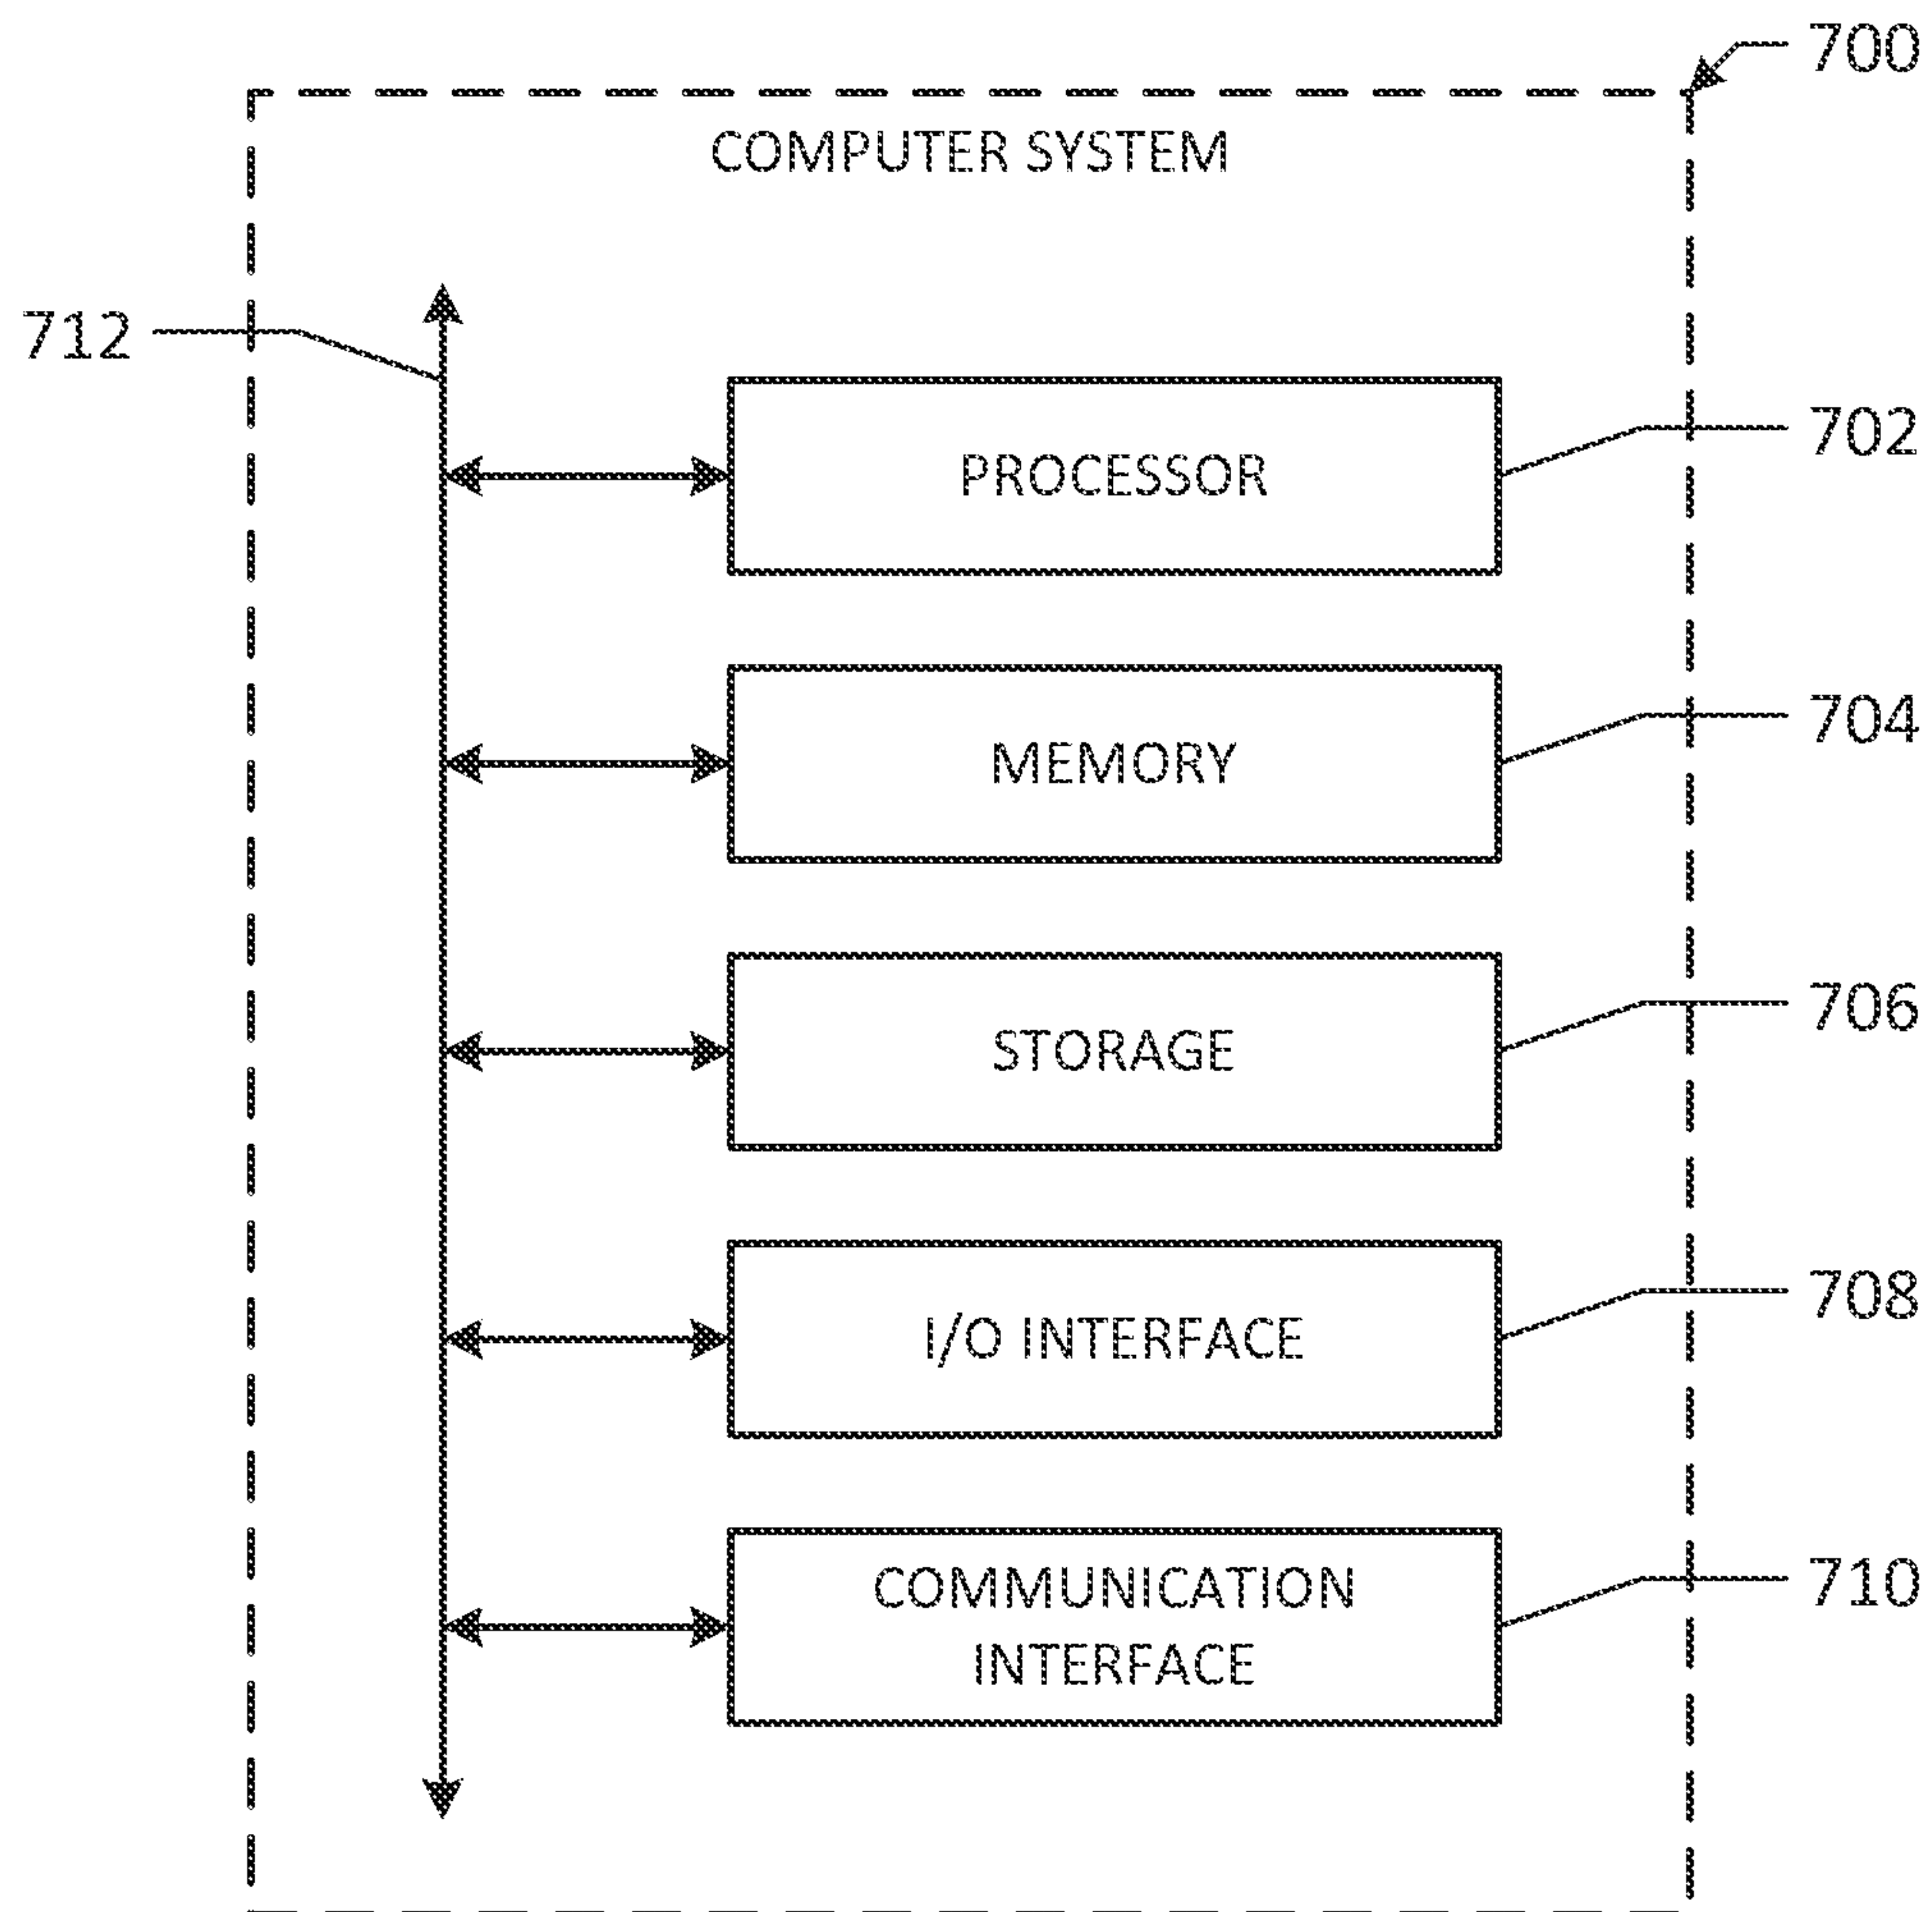 700
COMPUTER SYSTEM
712
702
PROCESSOR
704
MEMORY
706
STORAGE
708
I/O INTERFACE
710
COMMUNICATION
INTERFACE